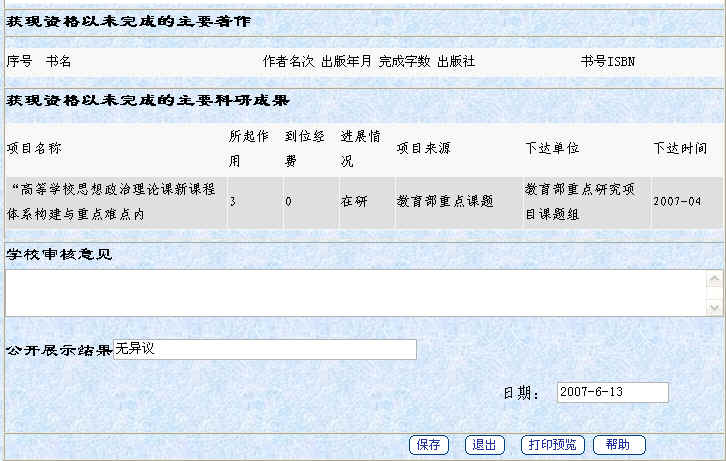 获现资格以未完成的主要著作
序号 书名 作者名次 出版年月 完成字数 出版社 书号ISBN
获现资格以未完成的主要科研成果
项目名称 所起作用 到位经费 进展情况 项目来源 下达单位 下达时间
“高等学校思想政治理论课新课程体系构建与重点难点内 3 0 在研 教育部重点课题 教育部重点研究项目课题组 2007-04
学校审核意见
公开展示结果 无异议
日期： 2007-6-13
保存 退出 打印预览 帮助